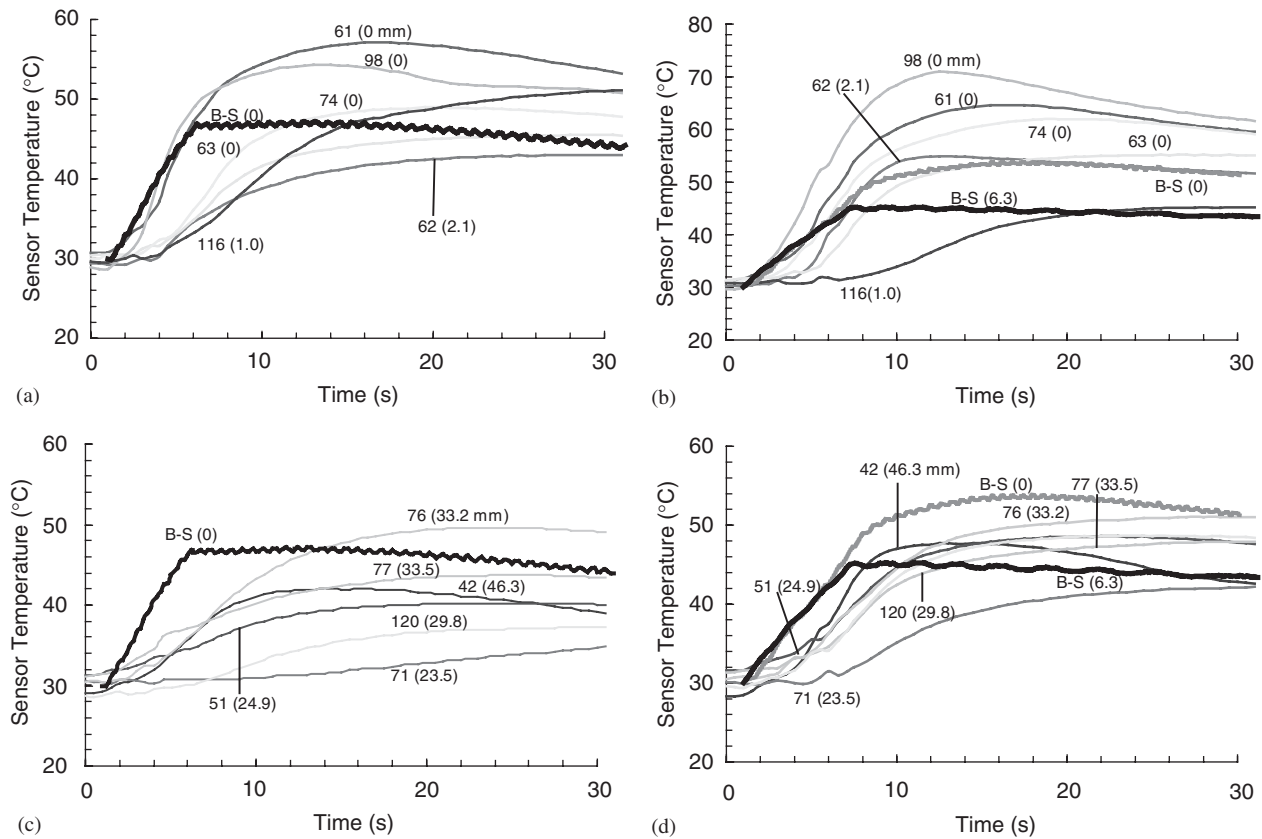 60
50
40
30
20
Sensor Temperature (°C)
61 (0 mm)
98 (0)
74 (0)
B-S (0)
63 (0)
116 (1.0)
62 (2.1)
0 10 20 30
Time (s)
(a)
80
70
60
50
40
30
20
Sensor Temperature (°C)
98 (0 mm)
62 (2.1)
61 (0)
74 (0)
63 (0)
B-S (0)
B-S (6.3)
116(1.0)
0 10 20 30
Time (s)
(b)
60
50
40
30
20
Sensor Temperature (°C)
76 (33.2 mm)
B-S (0)
77 (33.5)
42 (46.3)
120 (29.8)
71 (23.5)
51 (24.9)
0 10 20 30
Time (s)
(c)
60
50
40
30
20
Sensor Temperature (°C)
42 (46.3 mm)
B-S (0)
77 (33.5)
76 (33.2)
51 (24.9)
B-S (6.3)
120 (29.8)
71 (23.5)
0 10 20 30
Time (s)
(d)